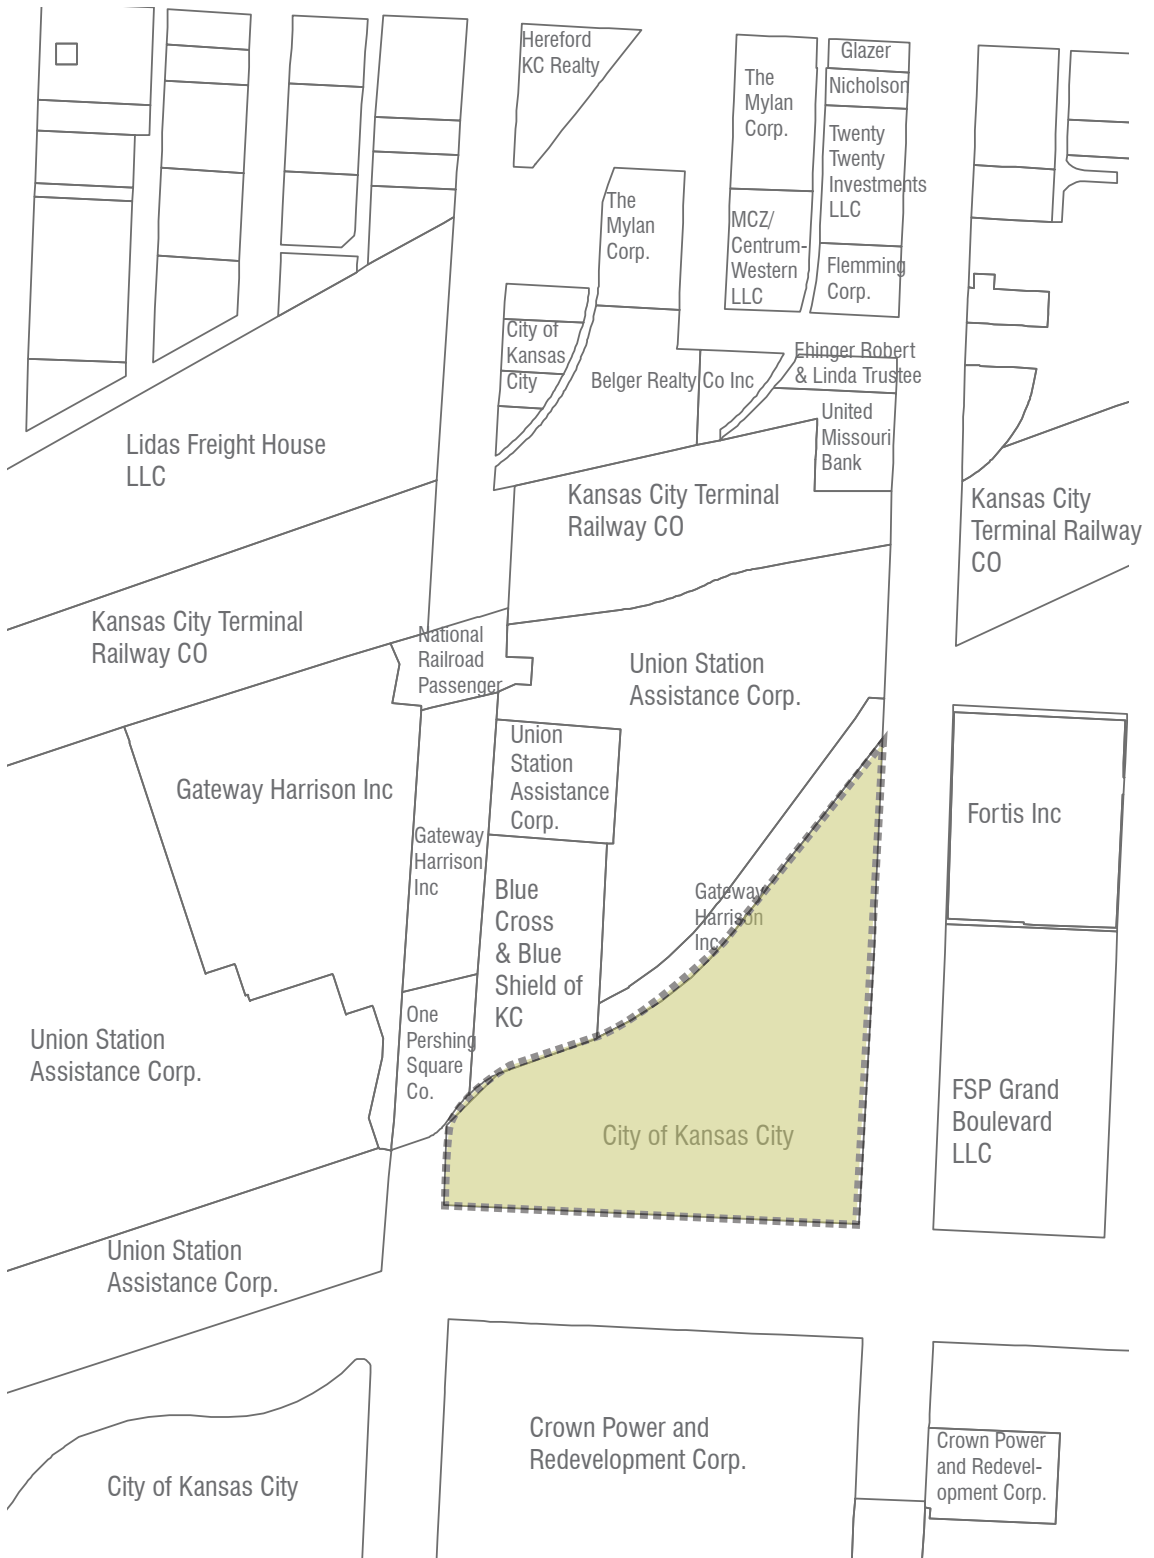 Hereford
KC Realty
The
Mylan
Corp.
Glazer
Nicholson
Twenty
Twenty
Investments
LLC
The
Mylan
Corp.
MCZ/
Centrum-
Western
LLC
Flemming
Corp.
City of
Kansas
City
Belger Realty Co Inc
Ehinger Robert
& Linda Trustee
United
Missouri
Bank
Lidas Freight House
LLC
Kansas City Terminal
Railway CO
Kansas City
Terminal Railway
CO
Kansas City Terminal
Railway CO
National
Railroad
Passenger
Union Station
Assistance Corp.
Union
Station
Assistance
Corp.
Gateway Harrison Inc
Fortis Inc
Gateway
Harrison
Inc
Blue
Cross
& Blue
Shield of
KC
Gateway
Harrison
Inc
One
Pershing
Square
Co.
Union Station
Assistance Corp.
FSP Grand
Boulevard
LLC
City of Kansas City
Union Station
Assistance Corp.
Crown Power and
Redevelopment Corp.
Crown Power
and Redevel-
opment Corp.
City of Kansas City